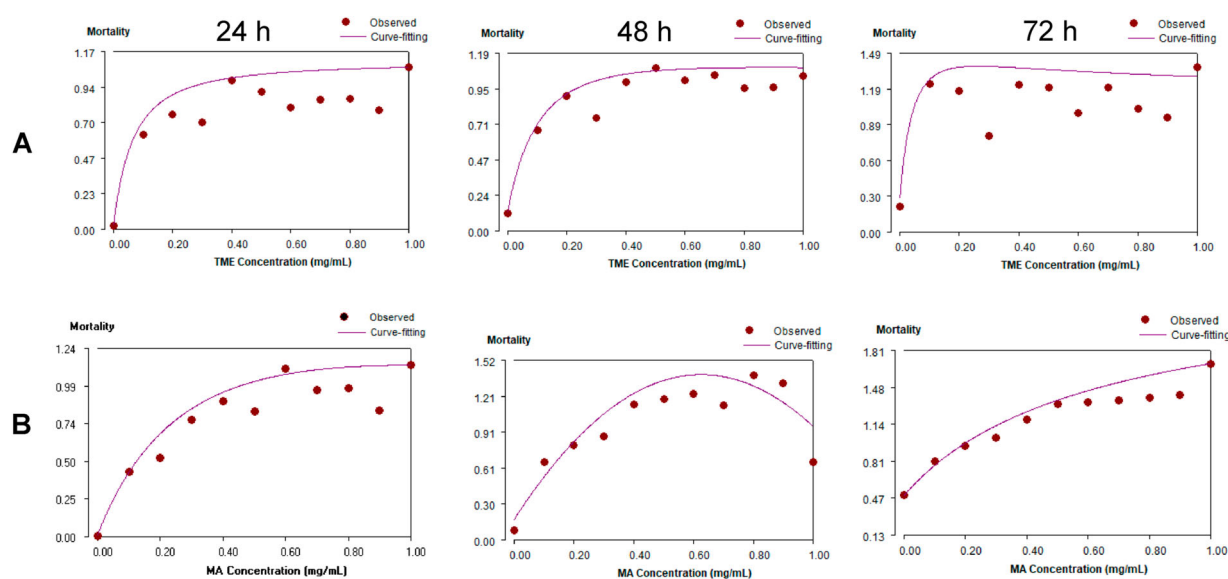 24 h
48 h
72 h
A
Mortality
Observed
Curve-fitting
1.17
0.94
0.70
0.47
0.23
0.00
0.00 0.20 0.40 0.60 0.80 1.00
TME Concentration (mg/mL)
Mortality
Observed
Curve-fitting
1.19
0.95
0.71
0.48
0.24
0.00
0.00 0.20 0.40 0.60 0.80 1.00
TME Concentration (mg/mL)
Mortality
Observed
Curve-fitting
1.49
1.19
0.89
0.60
0.30
0.00
0.00 0.20 0.40 0.60 0.80 1.00
TME Concentration (mg/mL)
B
Mortality
Observed
Curve-fitting
1.24
0.99
0.74
0.50
0.25
0.00
0.00 0.20 0.40 0.60 0.80 1.00
MA Concentration (mg/mL)
Mortality
Observed
Curve-fitting
1.52
1.21
0.91
0.61
0.30
0.00
0.00 0.20 0.40 0.60 0.80 1.00
MA Concentration (mg/mL)
Mortality
Observed
Curve-fitting
1.81
1.48
1.14
0.81
0.47
0.13
0.00 0.20 0.40 0.60 0.80 1.00
MA Concentration (mg/mL)